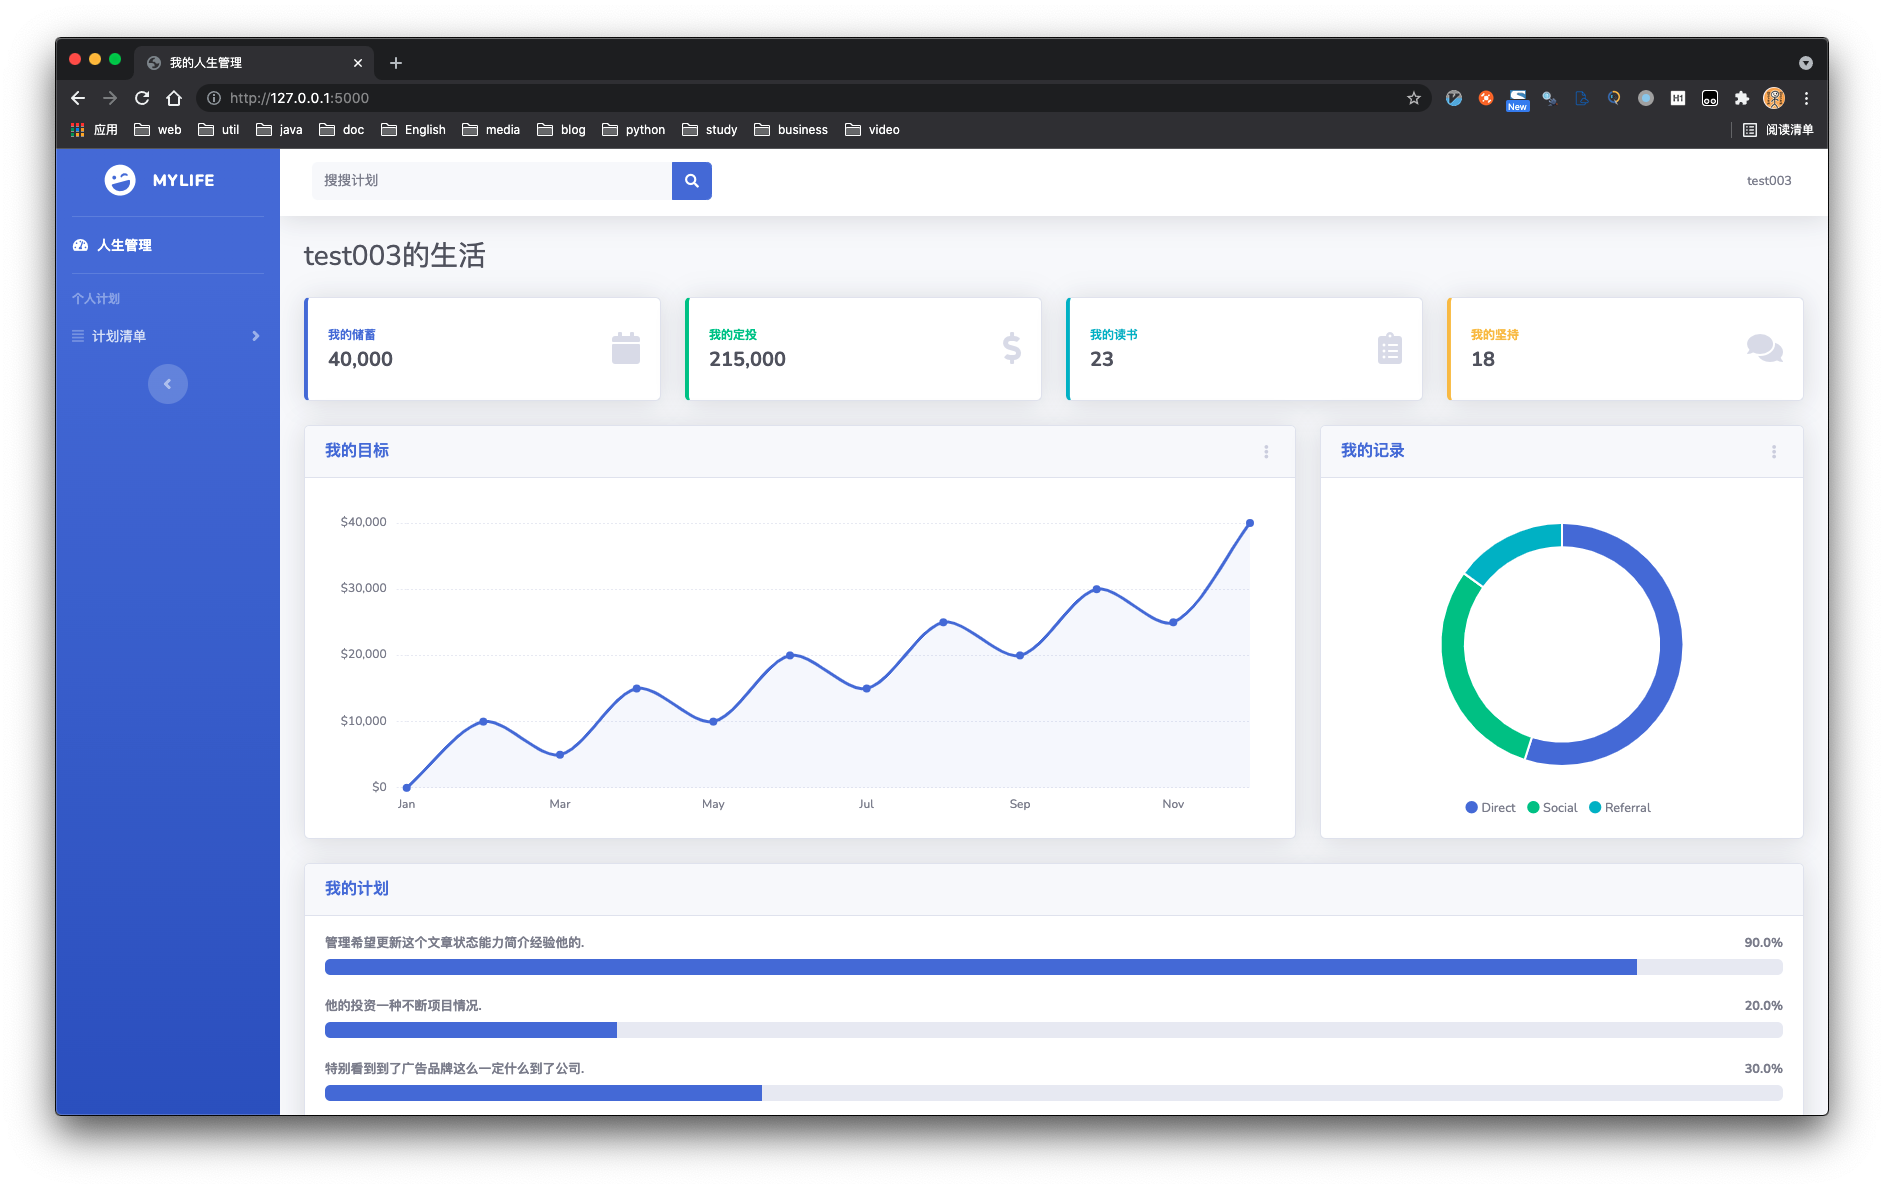 我的人生管理
http://127.0.0.1:5000
New
H1
应用 web util java doc English media blog python study business video 阅读清单
MYLIFE
搜搜计划
test003
人生管理
个人计划
计划清单
test003的生活
我的储蓄
40,000
我的定投
215,000
我的读书
23
我的坚持
18
我的目标
$40,000
$30,000
$20,000
$10,000
$0
Jan Mar May Jul Sep Nov
我的记录
Direct Social Referral
我的计划
管理希望更新这个文章状态能力简介经验他的. 90.0%
他的投资一种不断项目情况. 20.0%
特别看到到了广告品牌这么一定什么到了公司. 30.0%